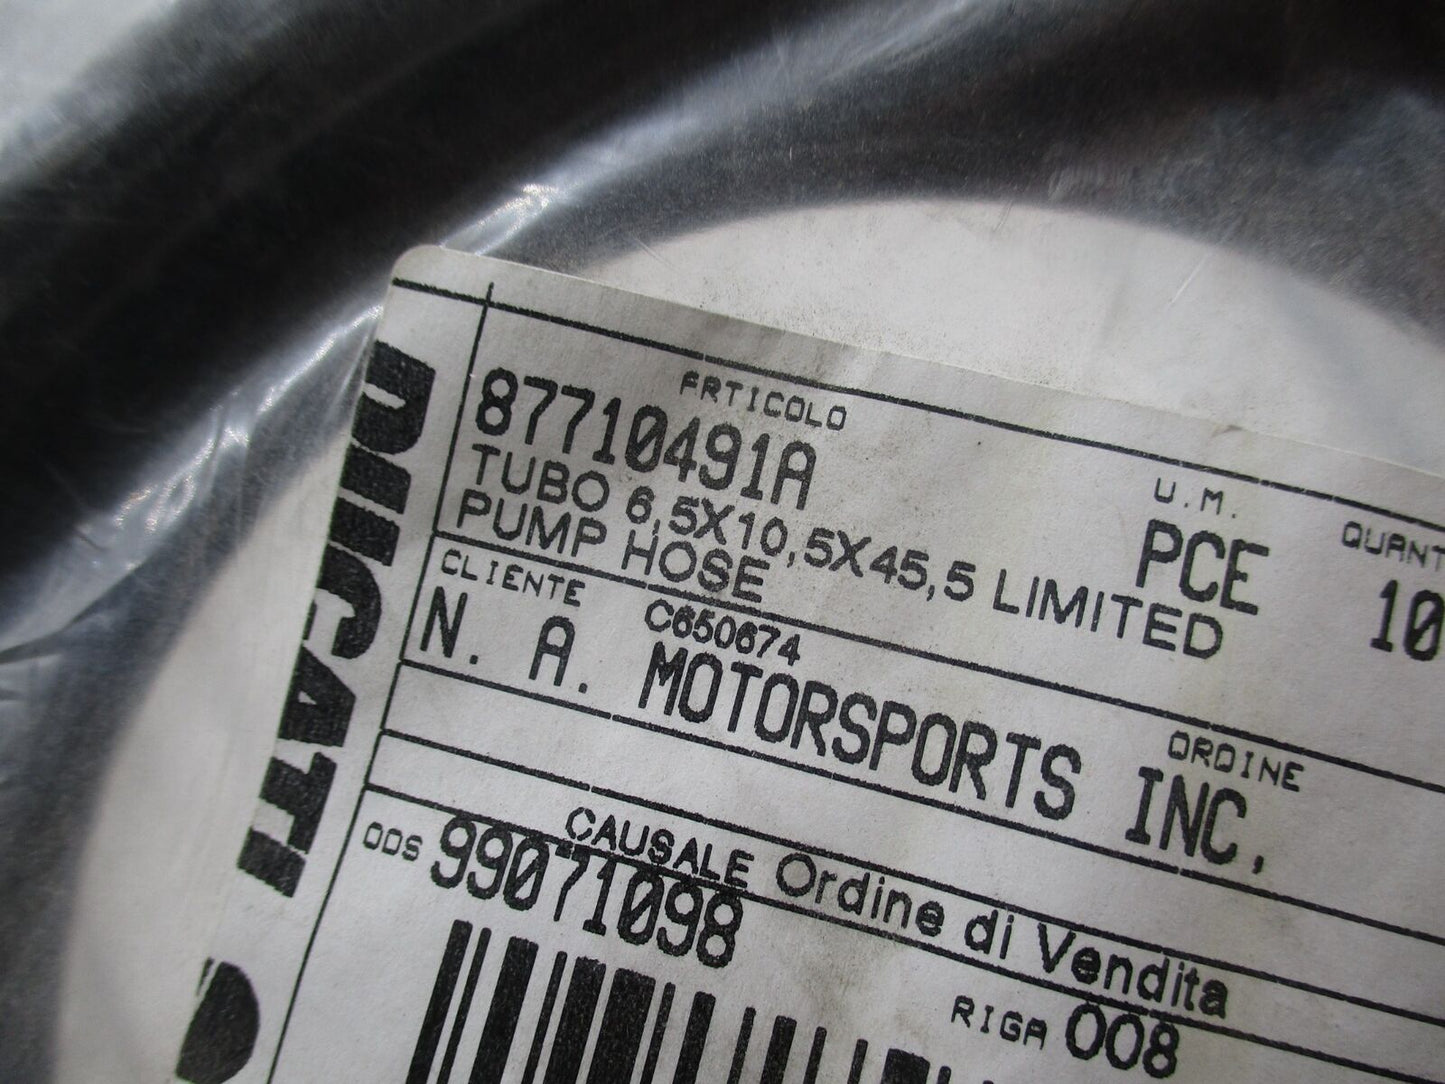 DUCATI
ARTICOLO
87710491A
TUBO 6,5X10,5X45,5 LIMITED
PUMP HOSE
U.M.
PCE
QUANT
10
CLIENTE C650674
N. A. MOTORSPORTS INC,
ORDINE
CAUSALE Ordine di Vendita
ODS 99071098
RIGA 008